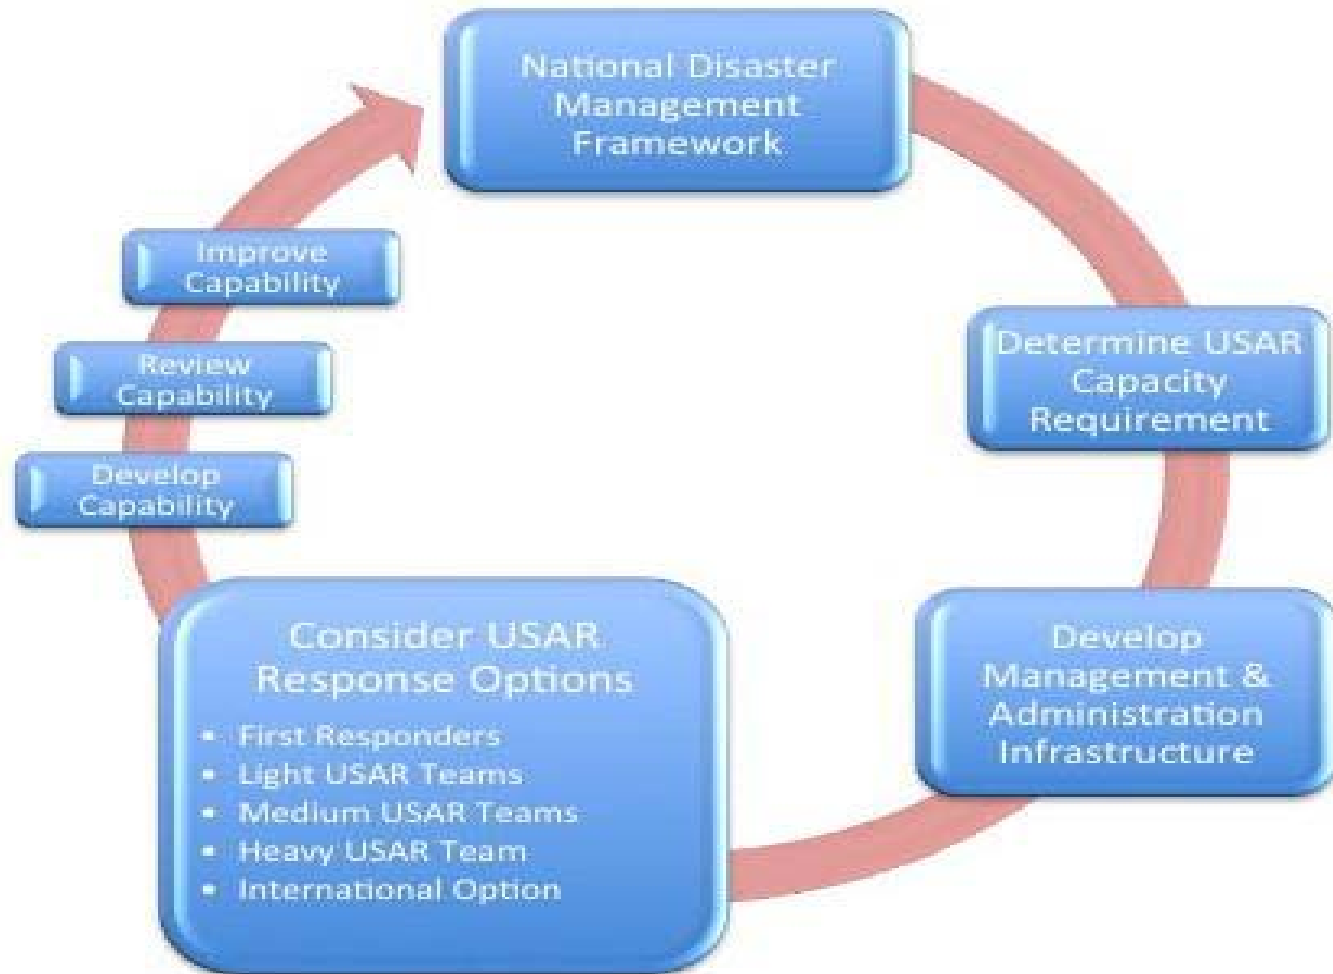 National Disaster
Management
Framework
Determine USAR
Capacity
Requirement
Develop
Management &
Administration
Infrastructure
Consider USAR
Response Options
• First Responders
• Light USAR Teams
• Medium USAR Teams
• Heavy USAR Team
• International Option
Develop
Capability
Review
Capability
Improve
Capability